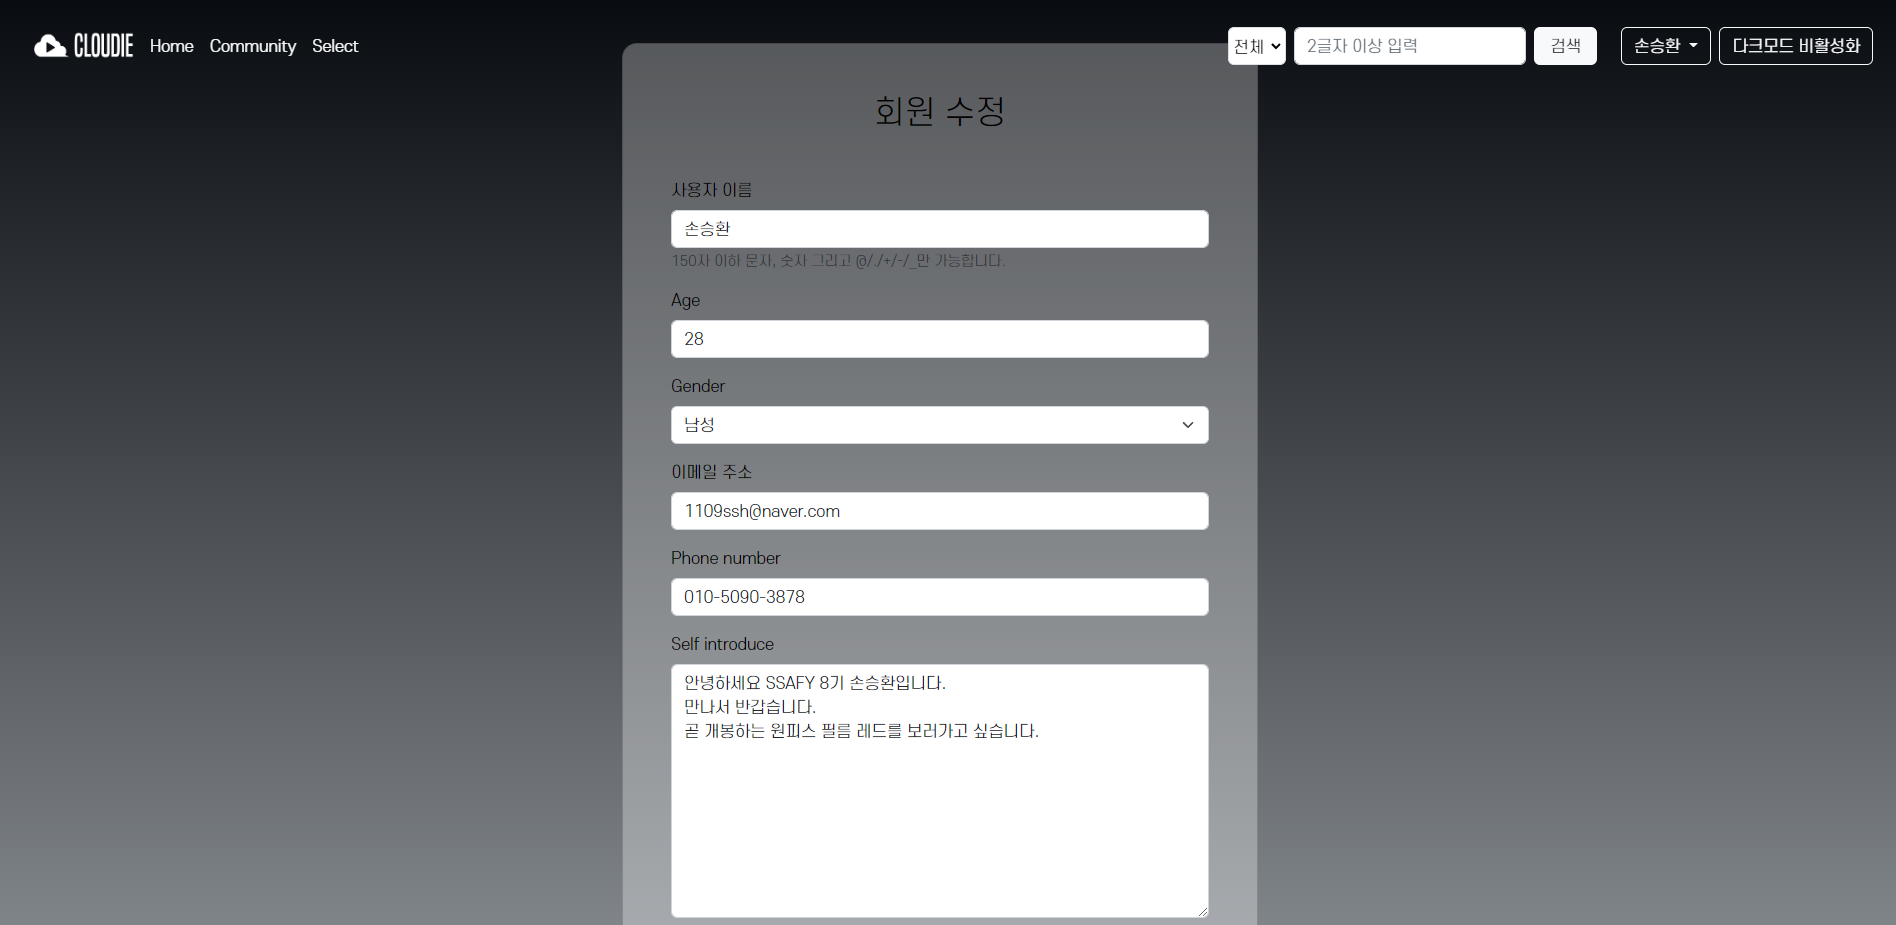 CLOUDIE Home Community Select 전체 2글자 이상 입력 검색 손승환 다크모드 비활성화
회원 수정
사용자 이름
손승환
150자 이하 문자, 숫자 그리고 @/./+/-/_만 가능합니다.
Age
28
Gender
남성
이메일 주소
1109ssh@naver.com
Phone number
010-5090-3878
Self introduce
안녕하세요 SSAFY 8기 손승환입니다.
만나서 반갑습니다.
곧 개봉하는 원피스 필름 레드를 보러가고 싶습니다.